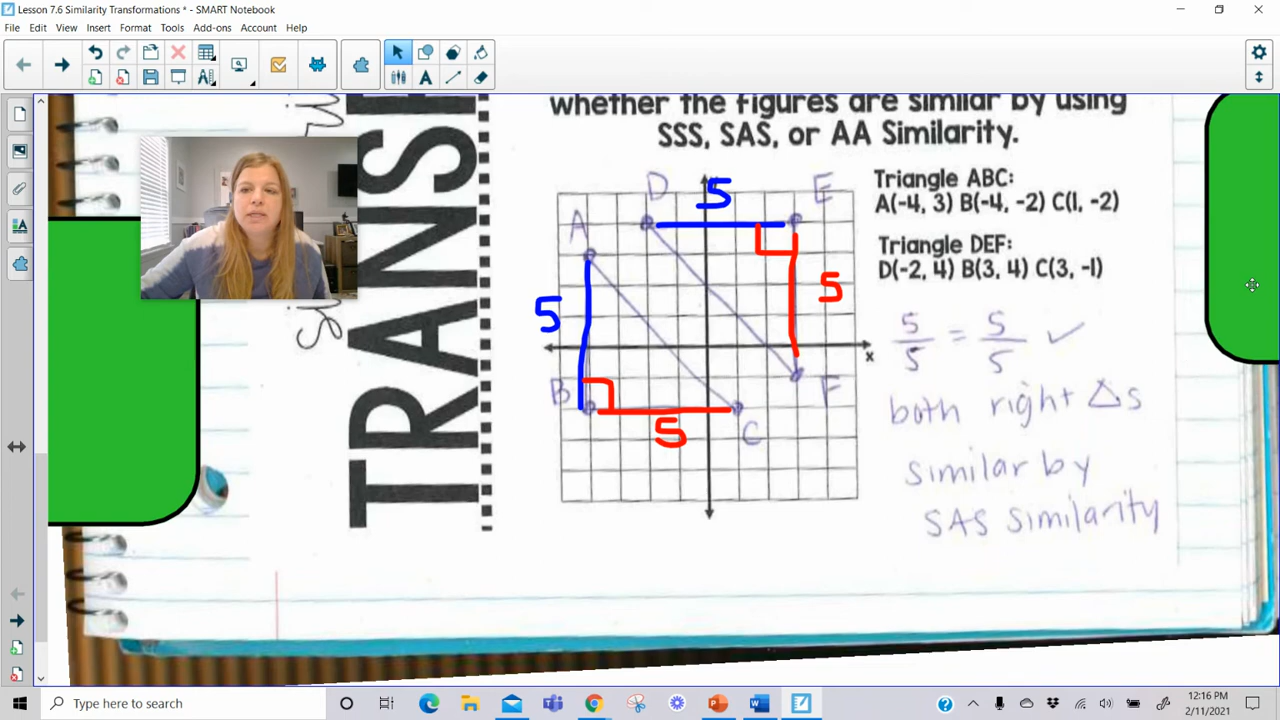 Lesson 7.6 Similarity Transformations * - SMART Notebook
File Edit View Insert Format Tools Add-ons Account Help
whether the figures are similar by using
SSS, SAS, or AA Similarity.
TRANS
Triangle ABC:
A(-4, 3) B(-4, -2) C(1, -2)
Triangle DEF:
D(-2, 4) B(3, 4) C(3, -1)
D 5 E
A
5
5
x
B
F
5
C
5/5 = 5/5 ✓
both right △s
similar by
SAS similarity
Type here to search
12:16 PM
2/11/2021